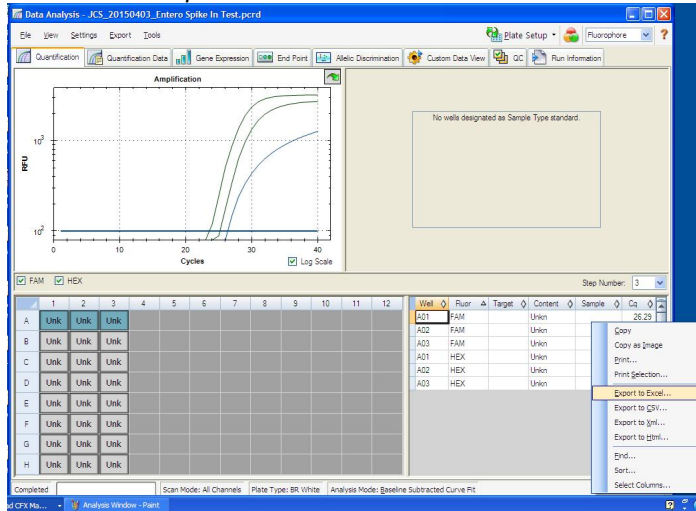 Data Analysis - JCS_20150403_Entero Spike In Test.pcrd
File View Settings Export Tools Plate Setup Fluorophore ?
Quantification Quantification Data Gene Expression End Point Allelic Discrimination Custom Data View QC Run Information
Amplification
No wells designated as Sample Type standard.
10³
RFU
10²
0 10 20 30 40
Cycles
Log Scale
FAM HEX Step Number: 3
1 2 3 4 5 6 7 8 9 10 11 12
A Unk Unk Unk
B Unk Unk Unk
C Unk Unk Unk
D Unk Unk Unk
E Unk Unk Unk
F Unk Unk Unk
G Unk Unk Unk
H Unk Unk Unk
Well Fluor Target Content Sample Cq
A01 FAM Unkn 26.29
A02 FAM Unkn
A03 FAM Unkn
A01 HEX Unkn
A02 HEX Unkn
A03 HEX Unkn
Copy
Copy as Image
Print...
Print Selection...
Export to Excel...
Export to CSV...
Export to Xml...
Export to Html...
Find...
Sort...
Select Columns...
Completed Scan Mode: All Channels Plate Type: BR White Analysis Mode: Baseline Subtracted Curve Fit
ad CFX Ma... Analysis Window - Paint